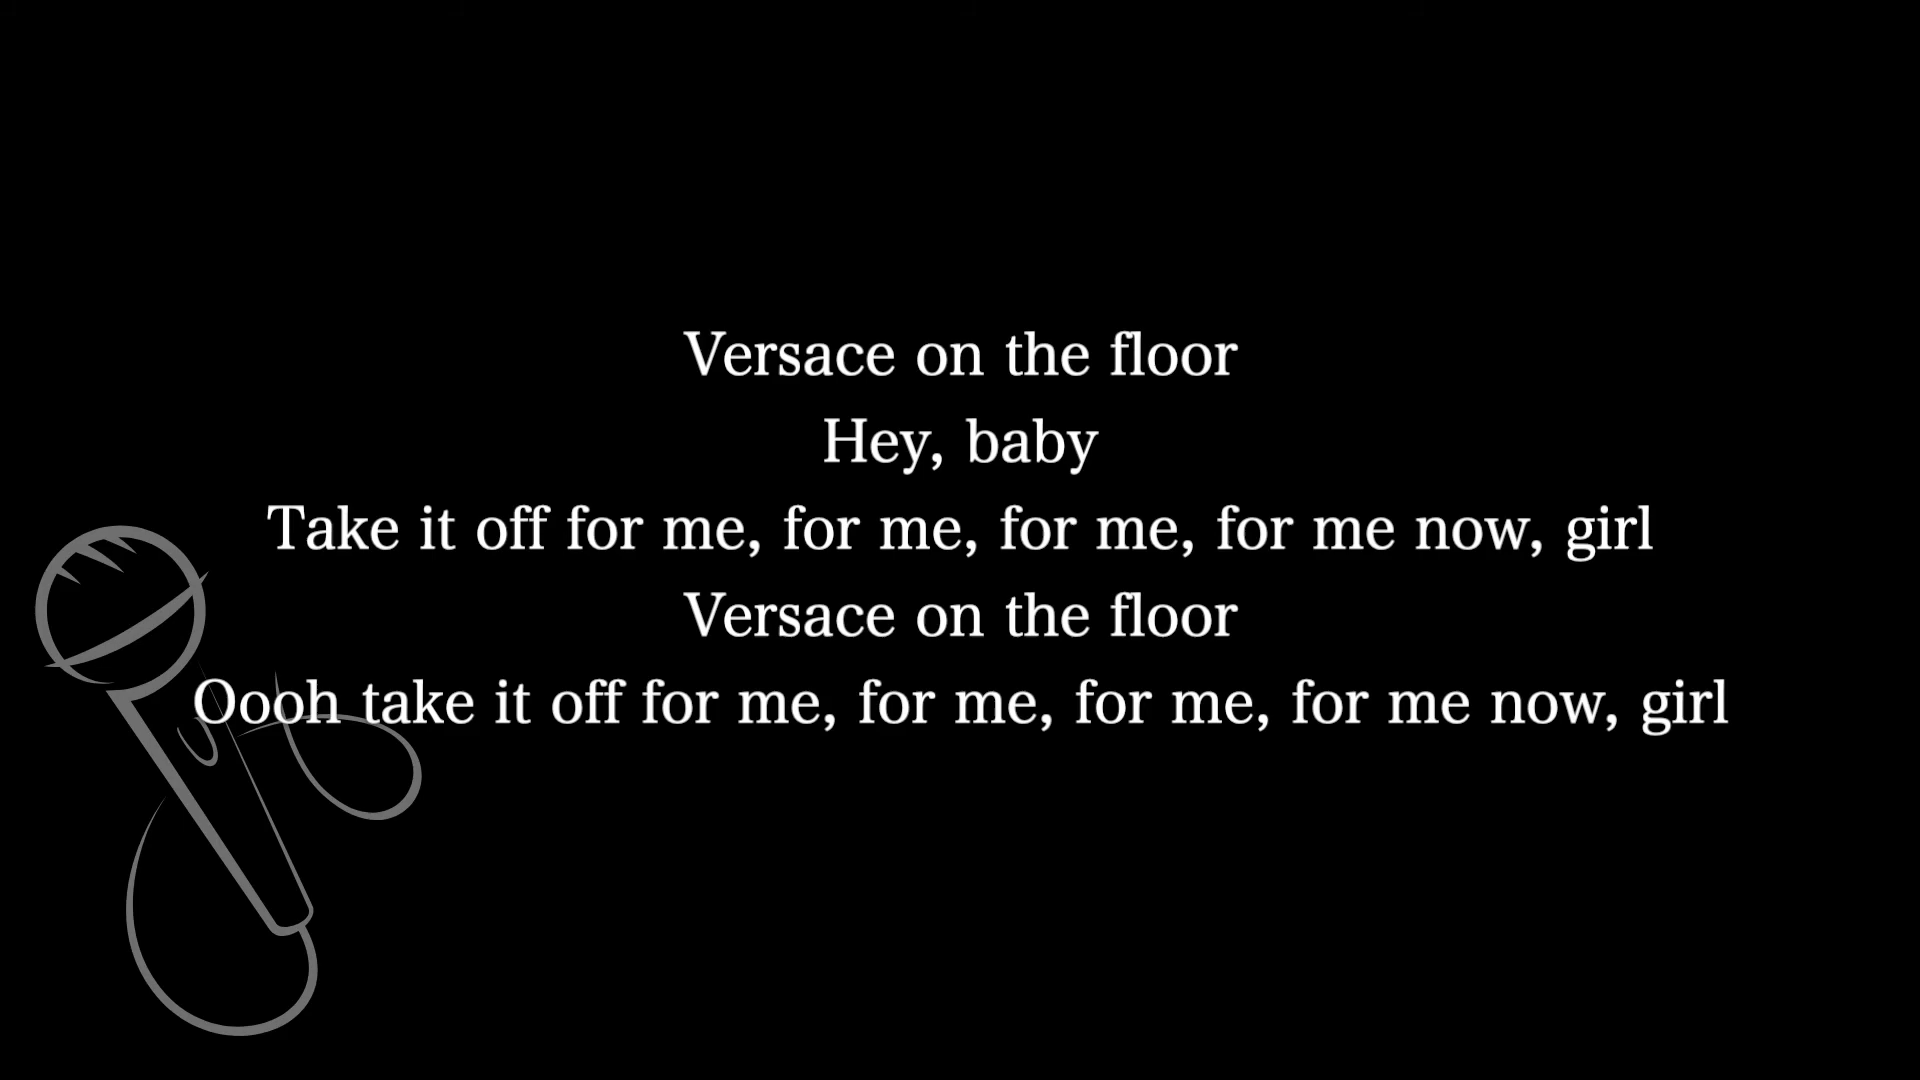 Versace on the floor
Hey, baby
Take it off for me, for me, for me, for me now, girl
Versace on the floor
Oooh take it off for me, for me, for me, for me now, girl